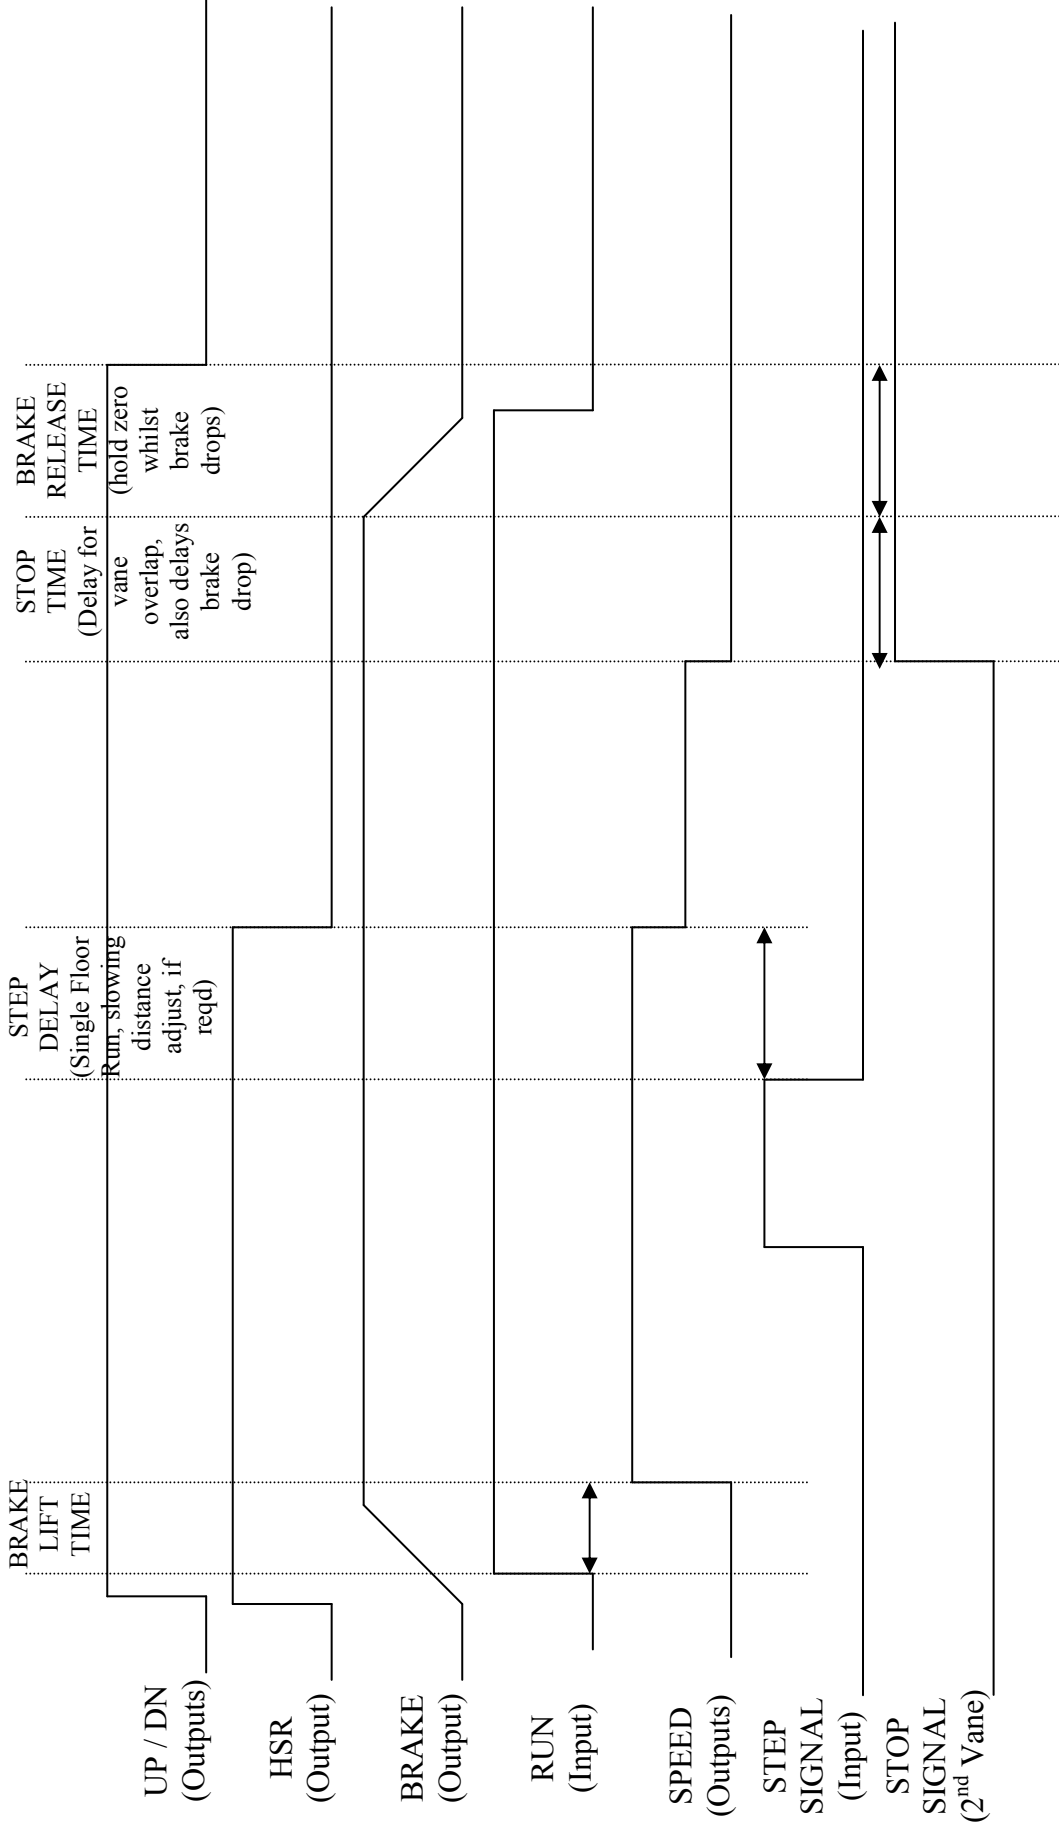 BRAKE
LIFT
TIME
STEP
DELAY
(Single Floor
Run, slowing
distance
adjust, if
reqd)
STOP
TIME
(Delay for
vane
overlap,
also delays
brake
drop)
BRAKE
RELEASE
TIME
(hold zero
whilst
brake
drops)
UP / DN
(Outputs)
HSR
(Output)
BRAKE
(Output)
RUN
(Input)
SPEED
(Outputs)
STEP
SIGNAL
(Input)
STOP
SIGNAL
(2nd Vane)